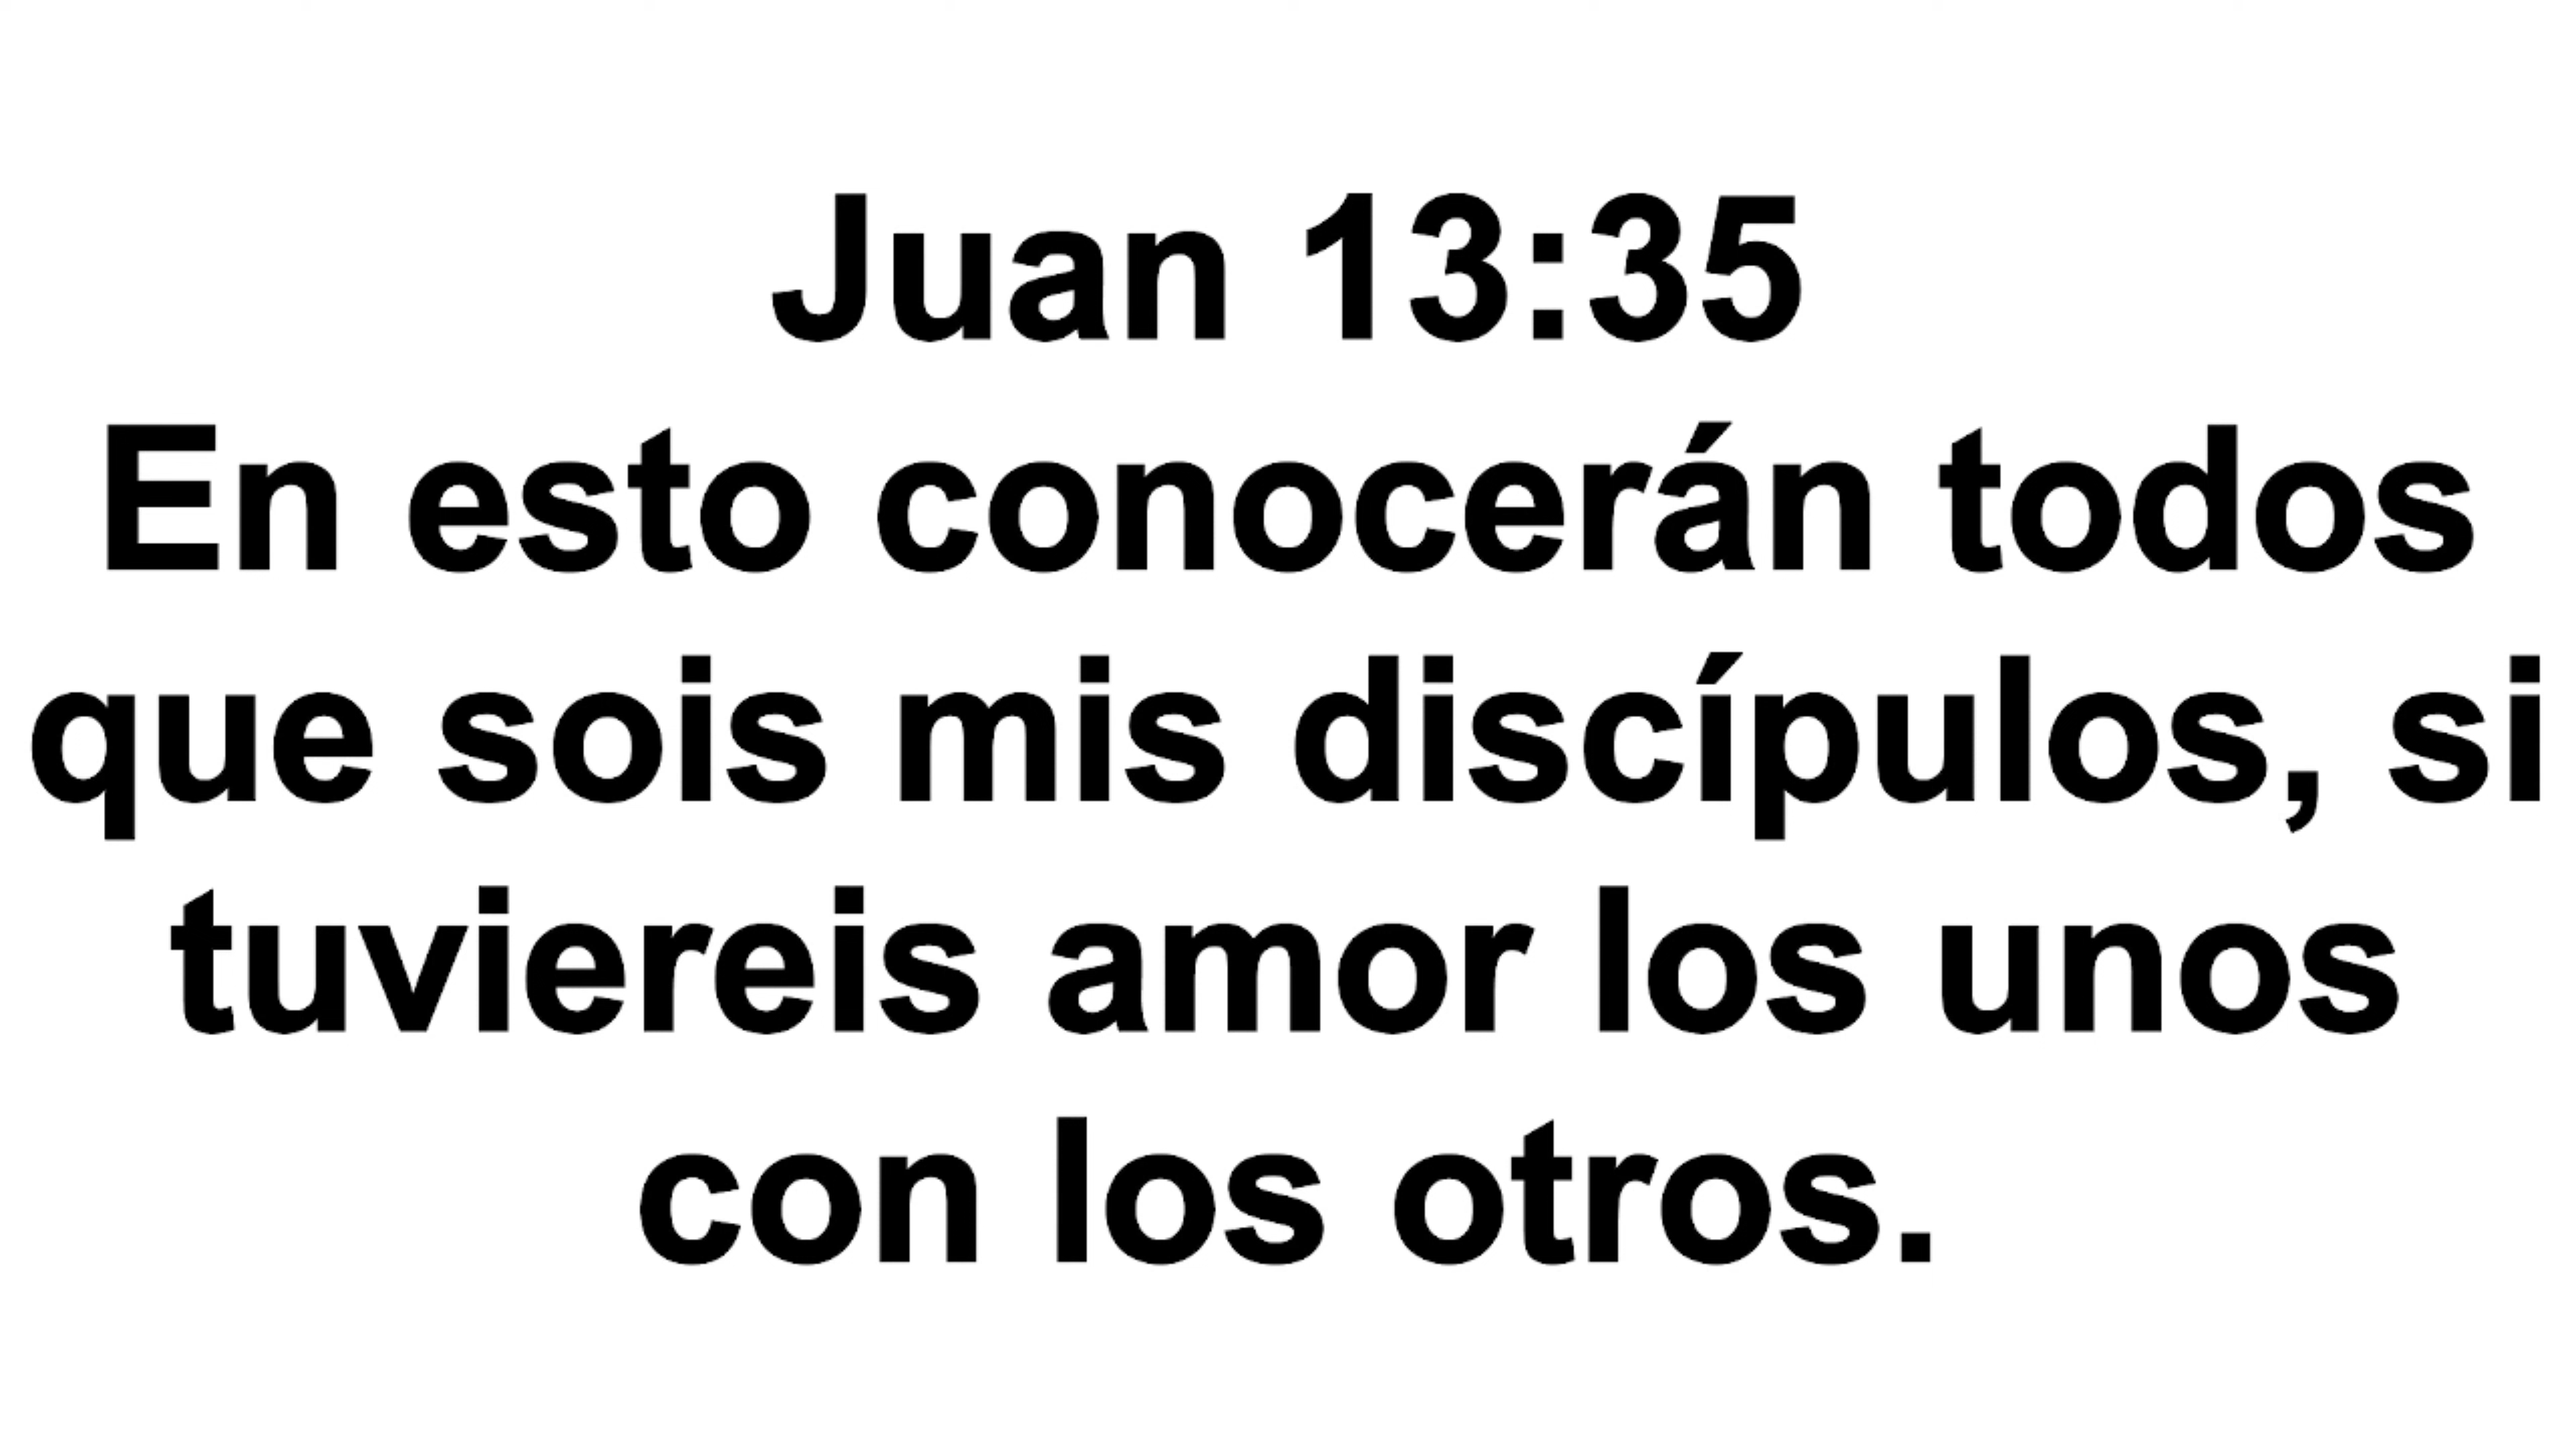 Juan 13:35
En esto conocerán todos
que sois mis discípulos, si
tuviereis amor los unos
con los otros.